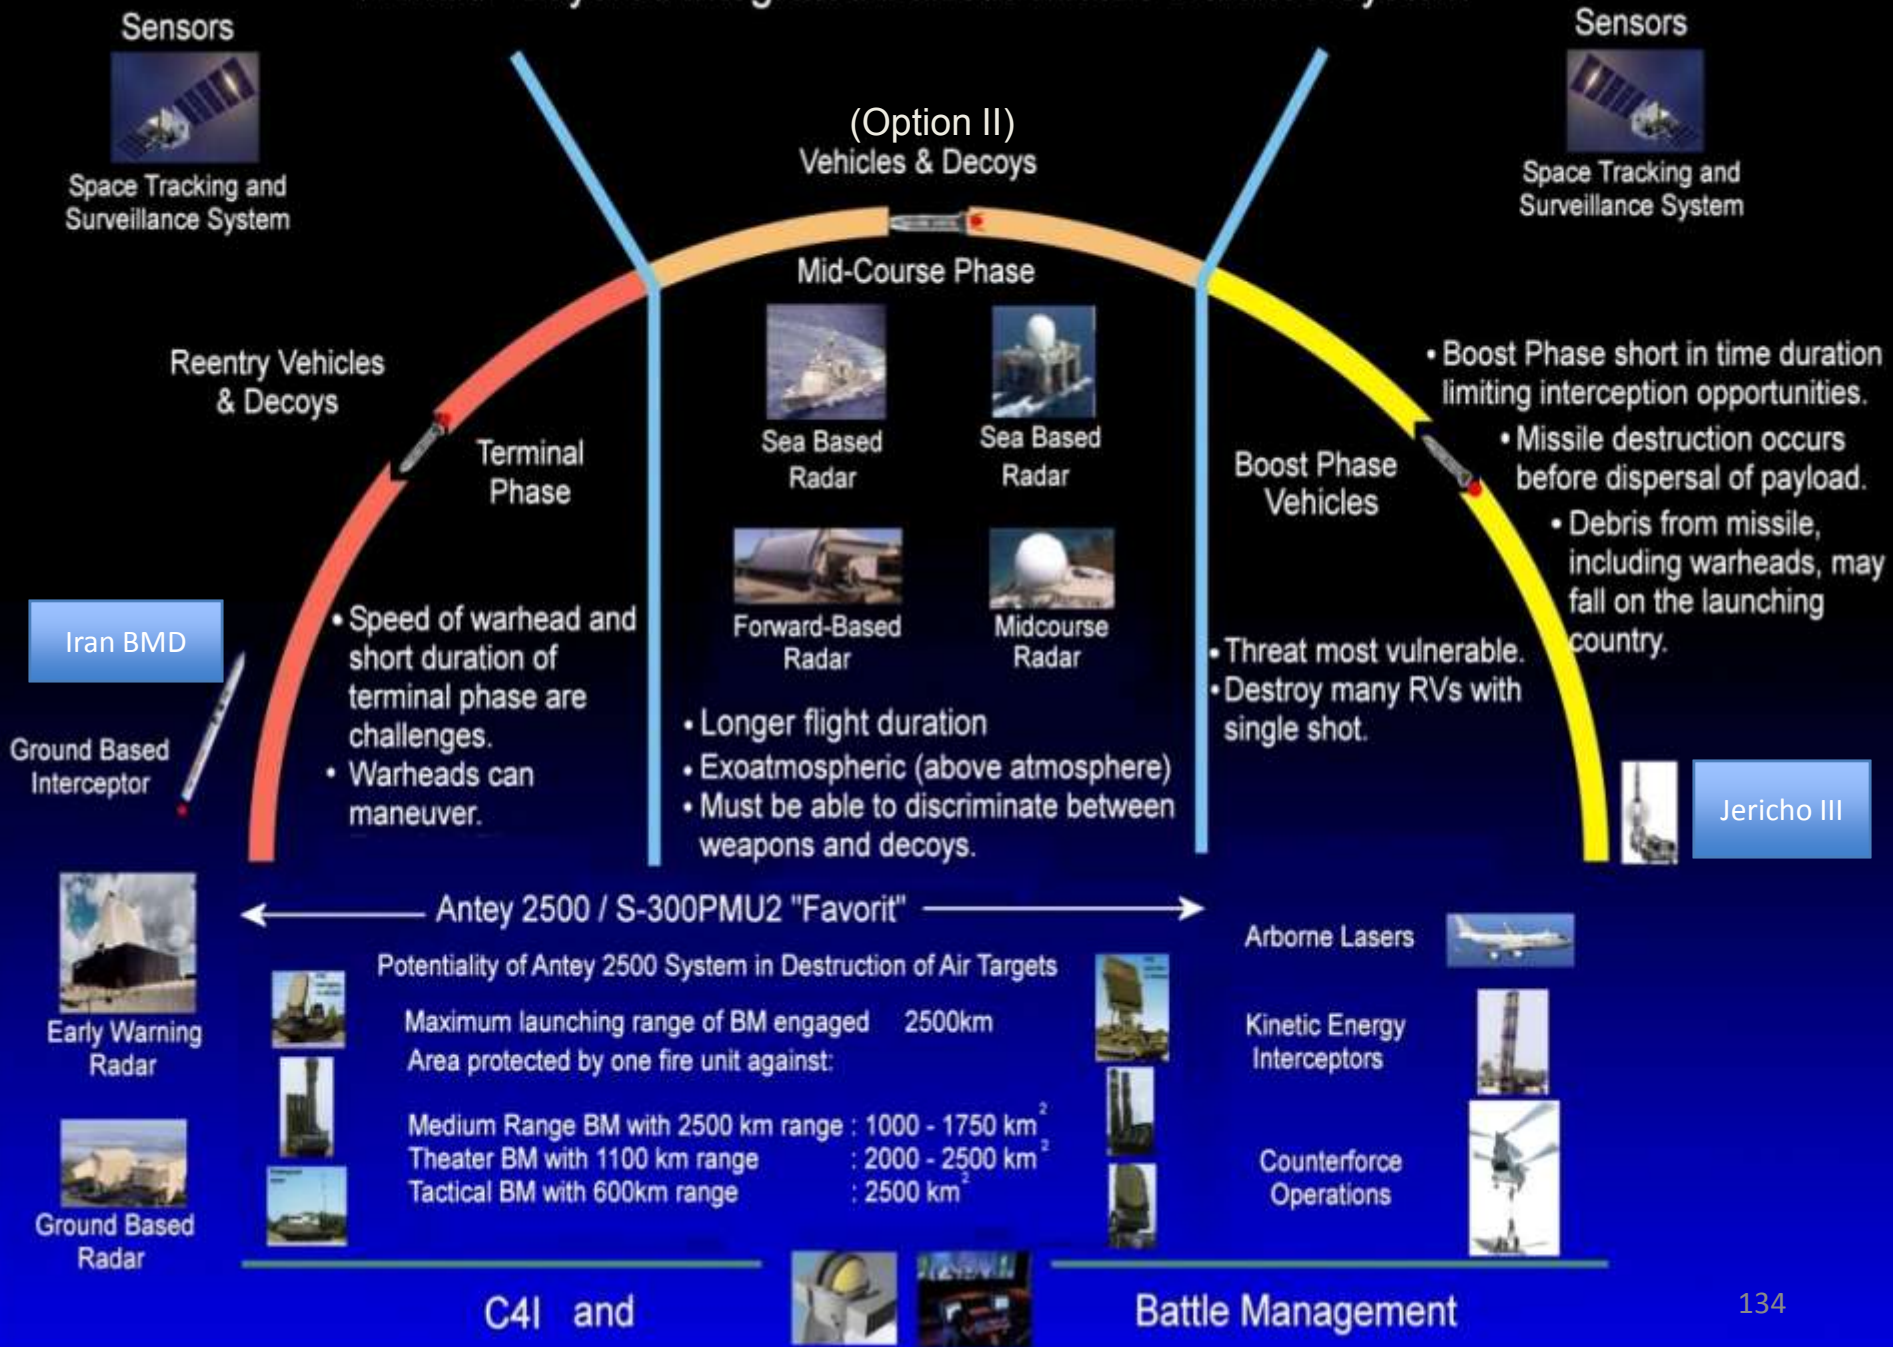 Sensors
Space Tracking and
Surveillance System
(Option II)
Vehicles & Decoys
Sensors
Space Tracking and
Surveillance System
Mid-Course Phase
Reentry Vehicles
& Decoys
Terminal
Phase
Sea Based
Radar
Sea Based
Radar
Forward-Based
Radar
Midcourse
Radar
Boost Phase
Vehicles
• Boost Phase short in time duration
limiting interception opportunities.
• Missile destruction occurs
before dispersal of payload.
• Debris from missile,
including warheads, may
fall on the launching
country.
Iran BMD
Ground Based
Interceptor
• Speed of warhead and
short duration of
terminal phase are
challenges.
• Warheads can
maneuver.
• Longer flight duration
• Exoatmospheric (above atmosphere)
• Must be able to discriminate between
weapons and decoys.
• Threat most vulnerable.
• Destroy many RVs with
single shot.
Jericho III
Early Warning
Radar
Ground Based
Radar
Antey 2500 / S-300PMU2 "Favorit"
Potentiality of Antey 2500 System in Destruction of Air Targets
Maximum launching range of BM engaged 2500km
Area protected by one fire unit against:
Medium Range BM with 2500 km range : 1000 - 1750 km²
Theater BM with 1100 km range : 2000 - 2500 km²
Tactical BM with 600km range : 2500 km²
Arborne Lasers
Kinetic Energy
Interceptors
Counterforce
Operations
C4I and
Battle Management
134